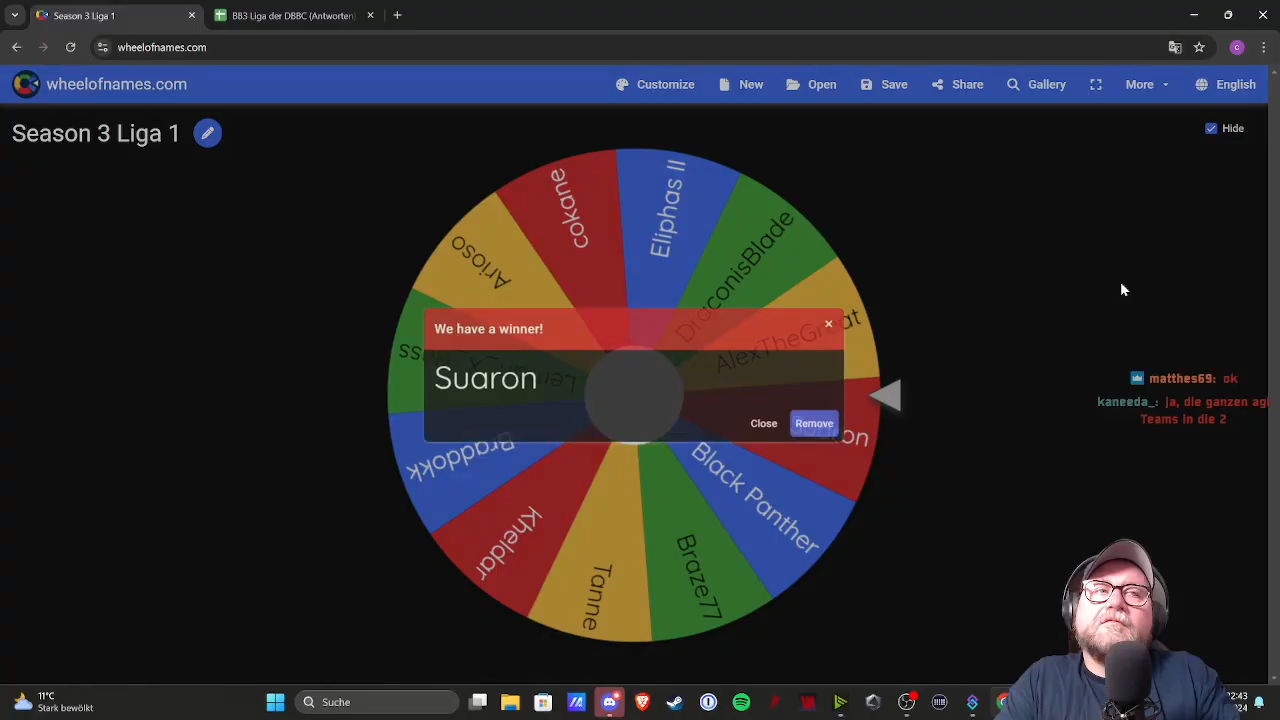 Season 3 Liga 1
BB3 Liga der DBBC (Antworten
wheelofnames.com
wheelofnames.com
Customize
New
Open
Save
Share
Gallery
More
English
Season 3 Liga 1
Hide
cokane
Eliphas II
DraconisBlade
Arioso
AlexTheGreat
We have a winner!
Suaron
Close
Remove
Braddokk
Black Panther
Kheldar
Braze77
Tanne
matthes69: ok
kaneeda_: ja, die ganzen agi
Teams in die 2
11°C
Stark bewölkt
Suche